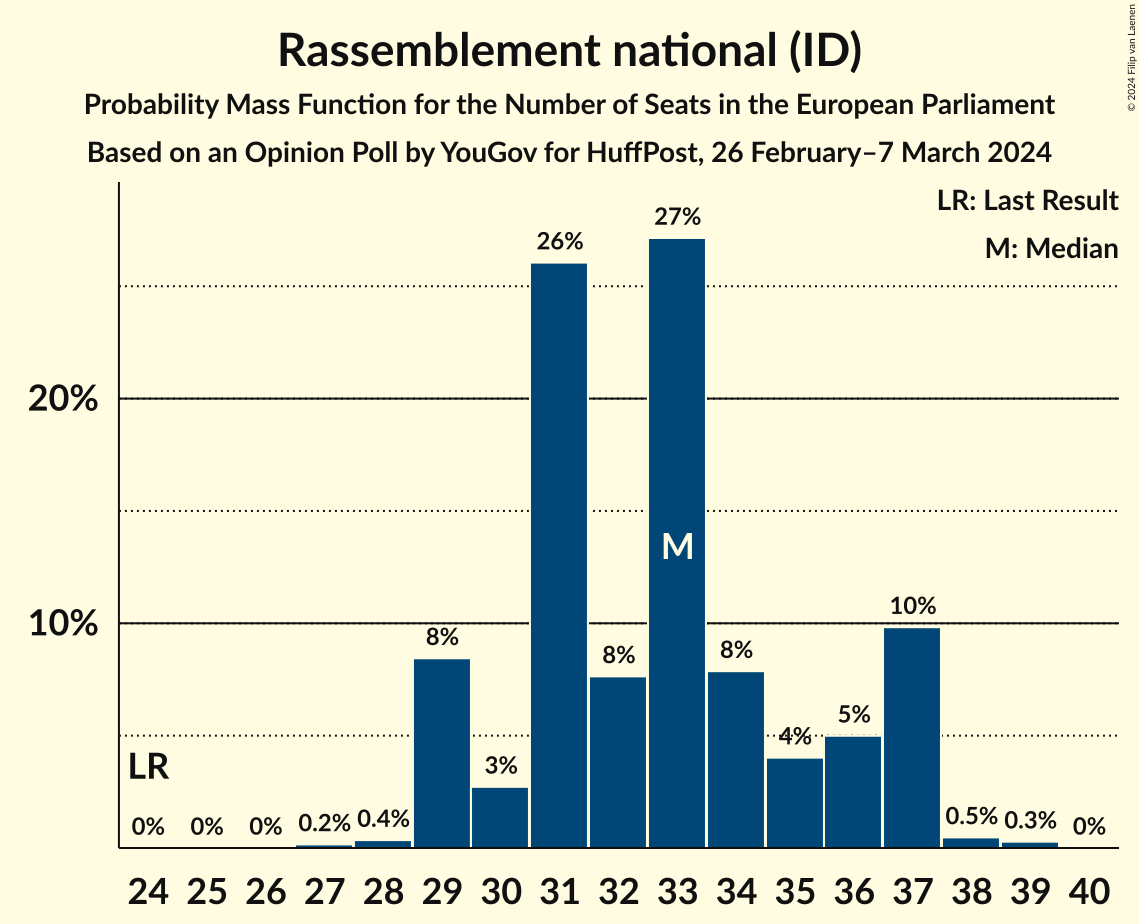 Rassemblement national (ID)
Probability Mass Function for the Number of Seats in the European Parliament
Based on an Opinion Poll by YouGov for HuffPost, 26 February–7 March 2024
© 2024 Filip van Laenen
LR: Last Result
M: Median
27%
26%
20%
M
10%
10%
8%
8%
8%
5%
4%
LR
3%
0%
0%
0%
0.2%
0.4%
0.5%
0.3%
0%
24 25 26 27 28 29 30 31 32 33 34 35 36 37 38 39 40